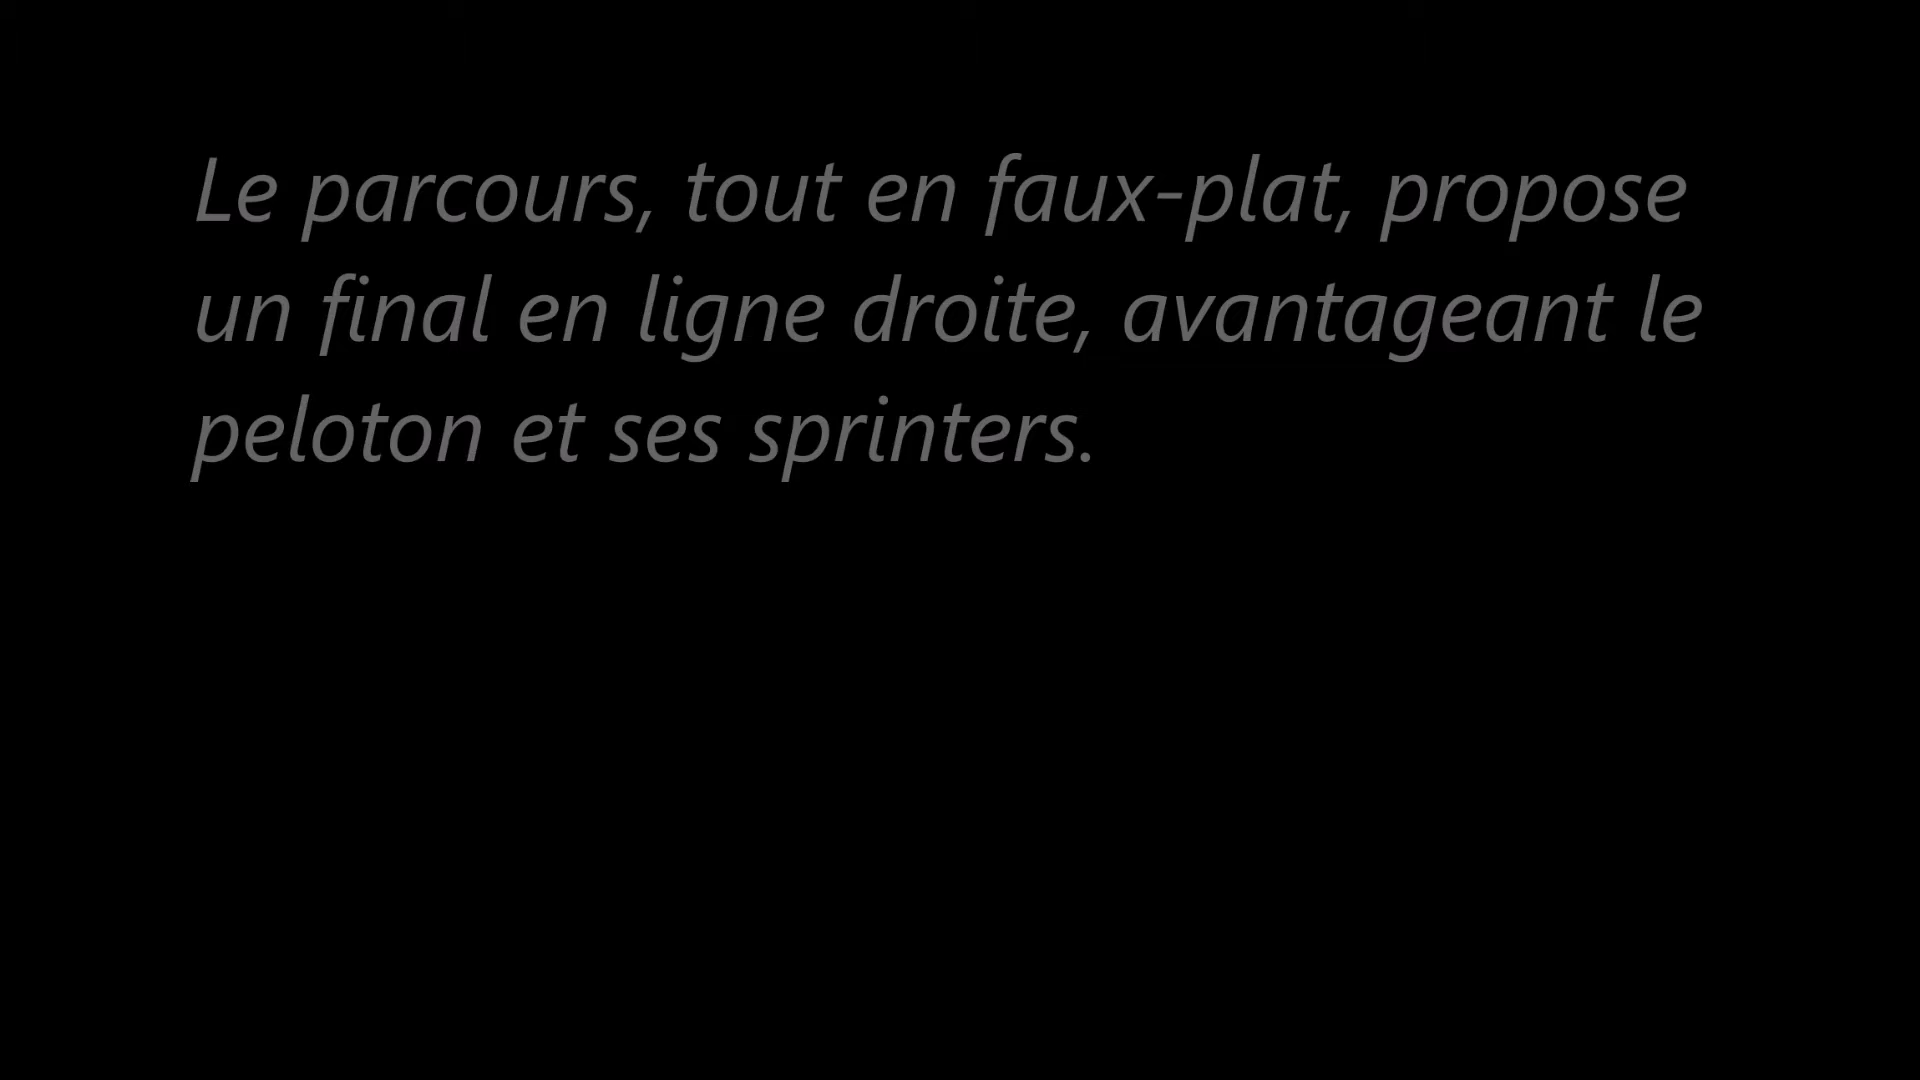 Le parcours, tout en faux-plat, propose
un final en ligne droite, avantageant le
peloton et ses sprinters.